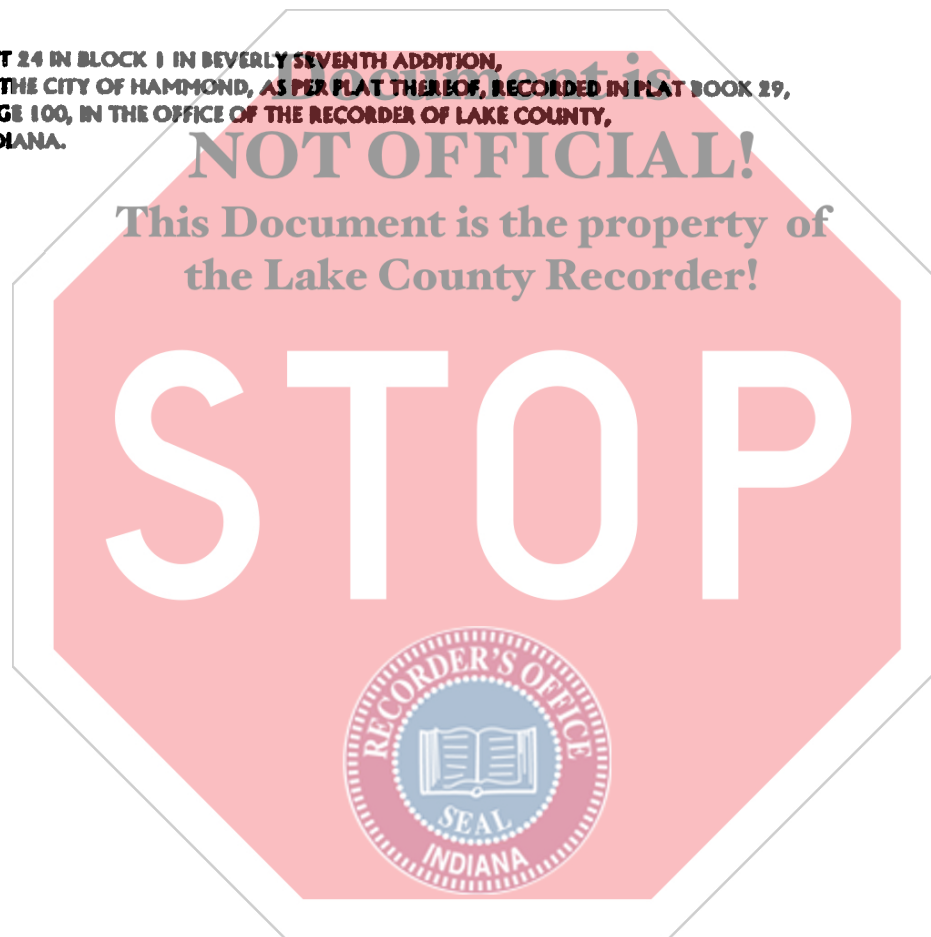 T 24 IN BLOCK 1 IN BEVERLY SEVENTH ADDITION,
THE CITY OF HAMMOND, AS PER PLAT THEREOF, RECORDED IN PLAT BOOK 29,
GE 100, IN THE OFFICE OF THE RECORDER OF LAKE COUNTY,
DIANA.
Document is
NOT OFFICIAL!
This Document is the property of
the Lake County Recorder!
STOP
RECORDER'S OFFICE
SEAL
INDIANA